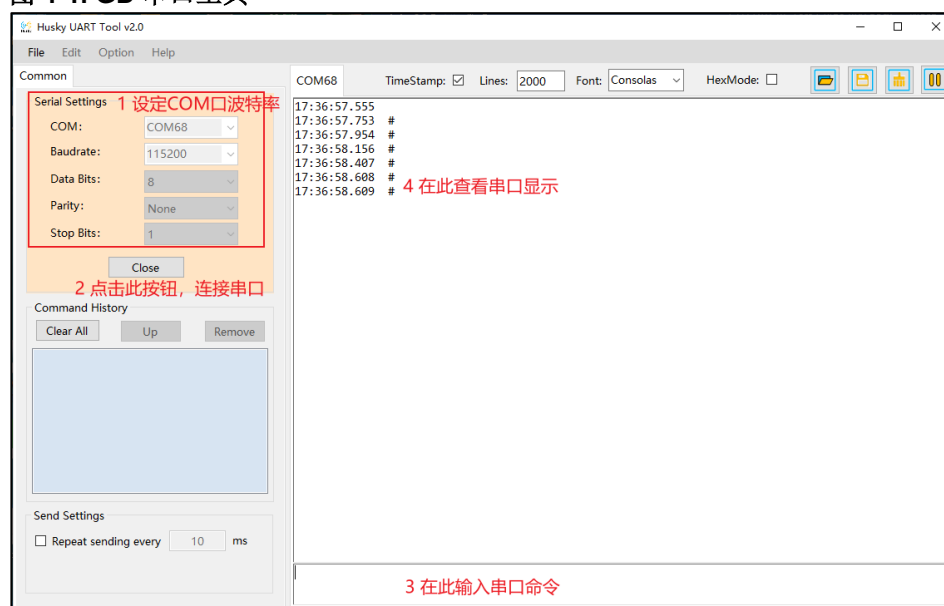 Husky UART Tool v2.0
File Edit Option Help
Common
COM68 TimeStamp: Lines: 2000 Font: Consolas HexMode:
Serial Settings 1 设定COM口波特率
COM: COM68
Baudrate: 115200
Data Bits: 8
Parity: None
Stop Bits: 1
Close
2 点击此按钮，连接串口
Command History
Clear All Up Remove
Send Settings
Repeat sending every 10 ms
17:36:57.555
17:36:57.753 #
17:36:57.954 #
17:36:58.156 #
17:36:58.407 #
17:36:58.608 #
17:36:58.609 #
4 在此查看串口显示
3 在此输入串口命令